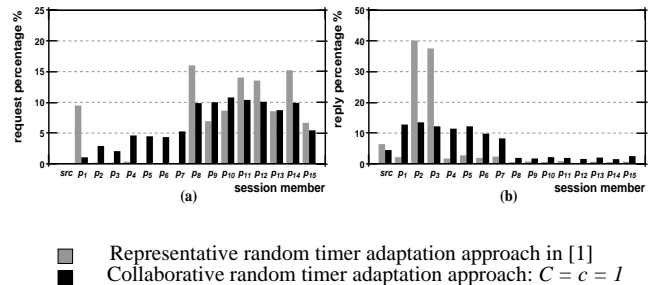 request percentage %
25
20
15
10
5
0
src p1 p2 p3 p4 p5 p6 p7 p8 p9 p10 p11 p12 p13 p14 p15
(a)
session member
reply percentage %
50
40
30
20
10
0
src p1 p2 p3 p4 p5 p6 p7 p8 p9 p10 p11 p12 p13 p14 p15
(b)
session member
Representative random timer adaptation approach in [1]
Collaborative random timer adaptation approach: C = c = 1